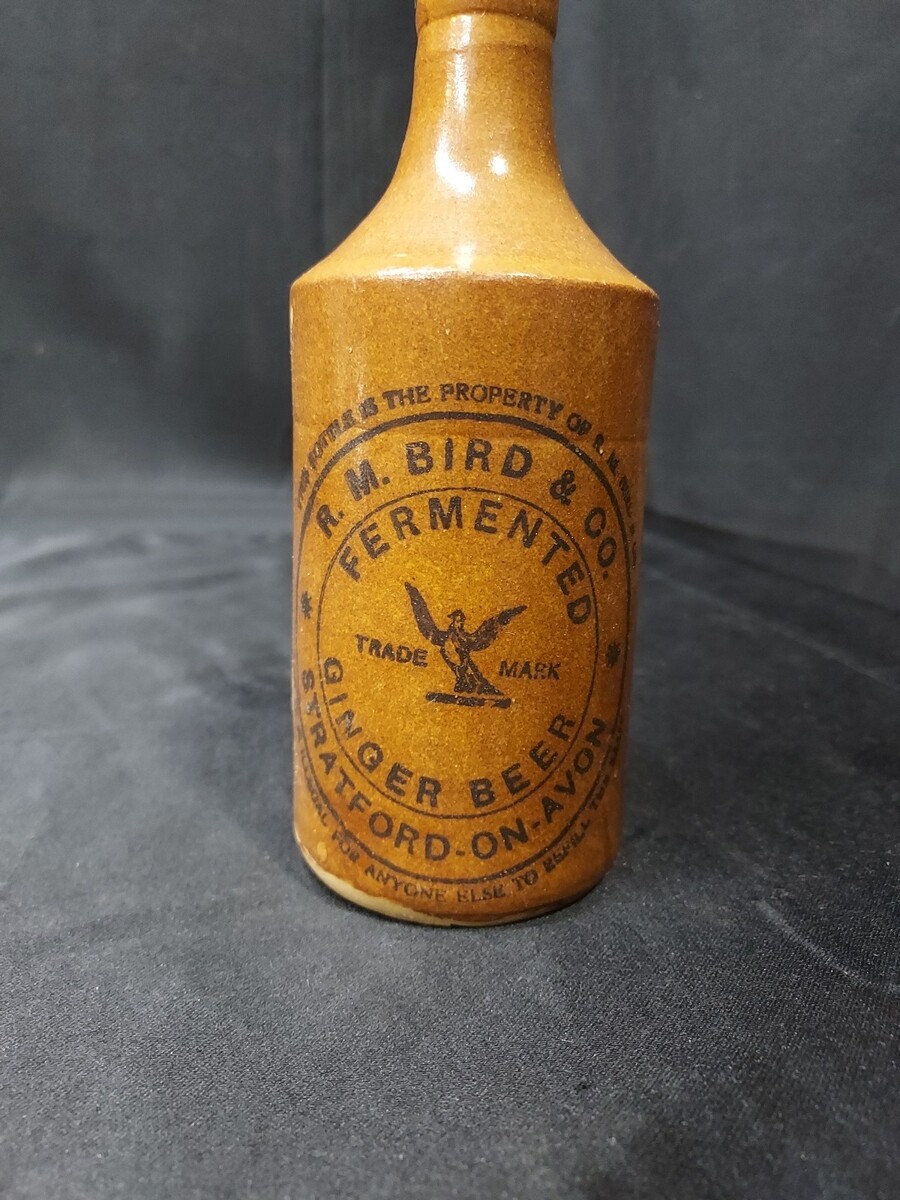 THIS BOTTLE IS THE PROPERTY OF R. M.
R. M. BIRD & CO.
FERMENTED
TRADE MARK
GINGER BEER
STRATFORD-ON-AVON
FOR ANYONE ELSE TO REFILL